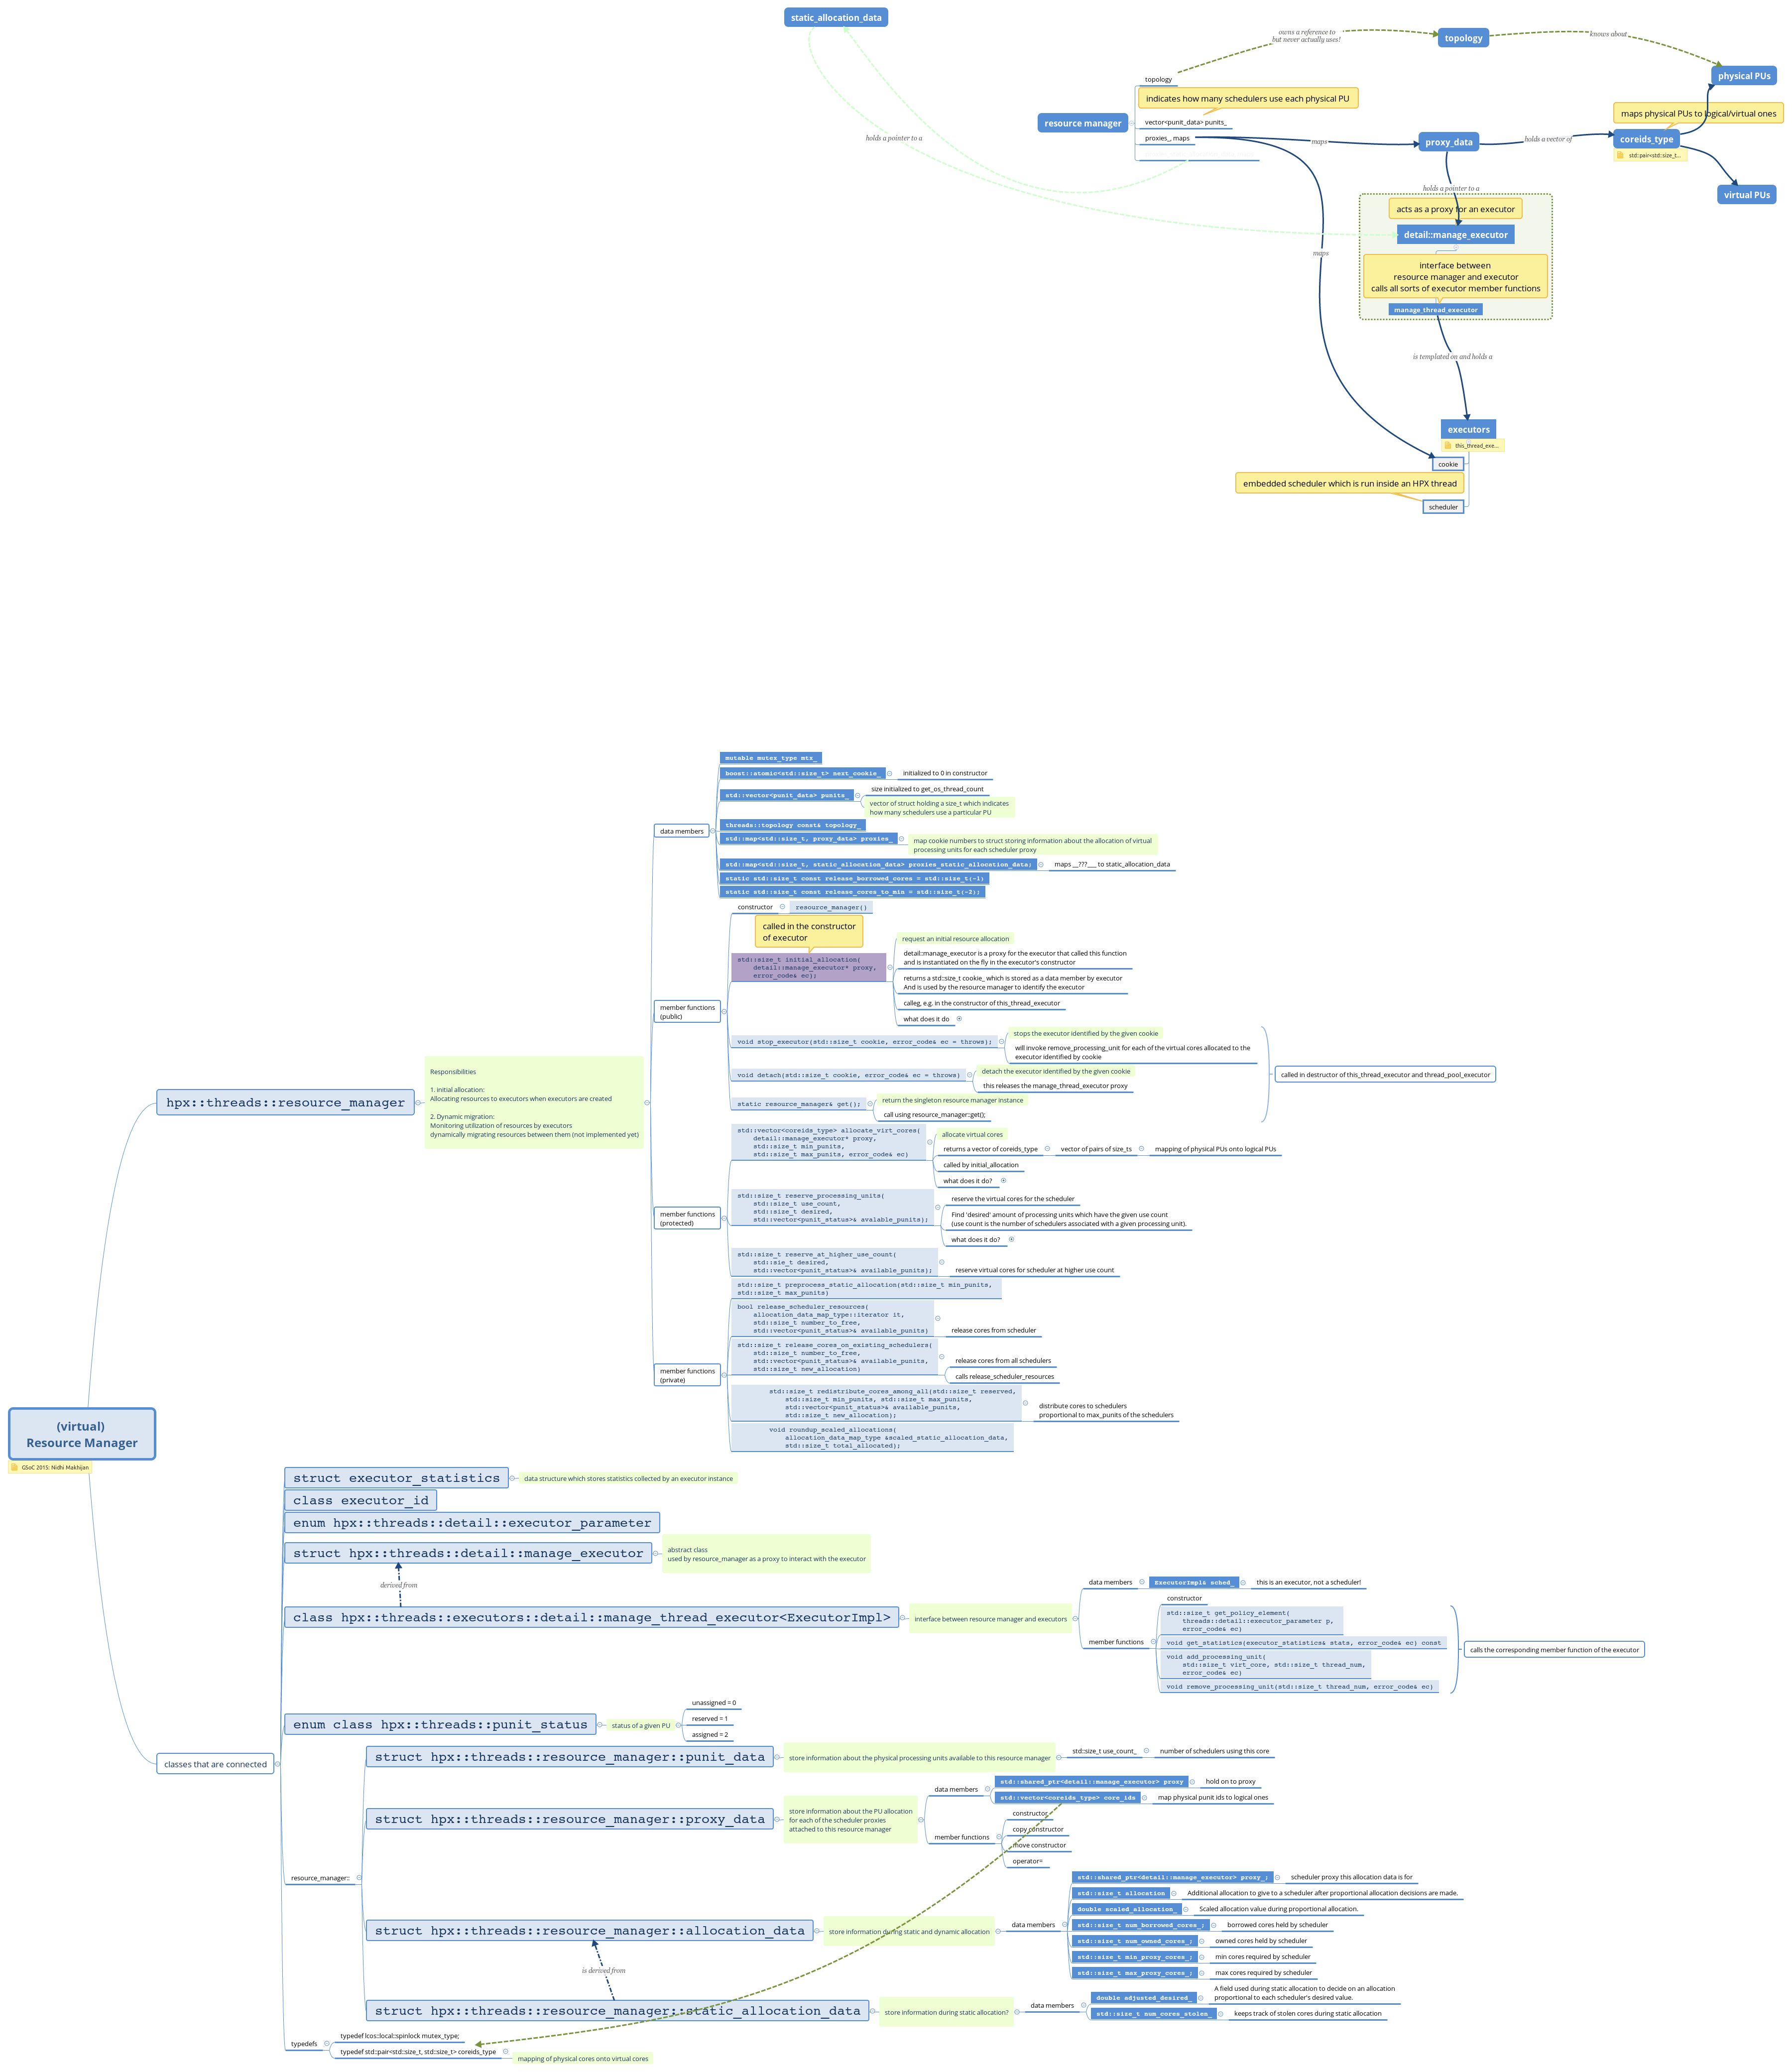 static_allocation_data
owns a reference to
but never actually uses!
topology
knows about
physical PUs
topology
indicates how many schedulers use each physical PU
resource manager
vector<punit_data> punits_
proxies_, maps
maps physical PUs to logical/virtual ones
holds a pointer to a
maps
proxy_data
holds a vector of
coreids_type
std::pair<std::size_t...
virtual PUs
holds a pointer to a
acts as a proxy for an executor
detail::manage_executor
maps
interface between
resource manager and executor
calls all sorts of executor member functions
manage_thread_executor
is templated on and holds a
executors
this_thread_exe...
cookie
embedded scheduler which is run inside an HPX thread
scheduler
(virtual)
Resource Manager
GSoC 2015: Nidhi Makhijan
hpx::threads::resource_manager
Responsibilities
1. initial allocation:
Allocating resources to executors when executors are created
2. Dynamic migration:
Monitoring utilization of resources by executors
dynamically migrating resources between them (not implemented yet)
data members
mutable mutex_type mtx_
boost::atomic<std::size_t> next_cookie_
initialized to 0 in constructor
std::vector<punit_data> punits_
size initialized to get_os_thread_count
vector of struct holding a size_t which indicates
how many schedulers use a particular PU
threads::topology const& topology_
std::map<std::size_t, proxy_data> proxies_
map cookie numbers to struct storing information about the allocation of virtual
processing units for each scheduler proxy
std::map<std::size_t, static_allocation_data> proxies_static_allocation_data;
maps __???___ to static_allocation_data
static std::size_t const release_borrowed_cores = std::size_t(-1)
static std::size_t const release_cores_to_min = std::size_t(-2);
member functions
(public)
constructor
resource_manager()
called in the constructor
of executor
std::size_t initial_allocation(
detail::manage_executor* proxy,
error_code& ec);
request an initial resource allocation
detail::manage_executor is a proxy for the executor that called this function
and is instantiated on the fly in the executor's constructor
returns a std::size_t cookie_ which is stored as a data member by executor
And is used by the resource manager to identify the executor
calleg, e.g. in the constructor of this_thread_executor
what does it do
void stop_executor(std::size_t cookie, error_code& ec = throws);
stops the executor identified by the given cookie
will invoke remove_processing_unit for each of the virtual cores allocated to the
executor identified by cookie
void detach(std::size_t cookie, error_code& ec = throws)
detach the executor identified by the given cookie
this releases the manage_thread_executor proxy
static resource_manager& get();
return the singleton resource manager instance
call using resource_manager::get();
called in destructor of this_thread_executor and thread_pool_executor
member functions
(protected)
std::vector<coreids_type> allocate_virt_cores(
detail::manage_executor* proxy,
std::size_t min_punits,
std::size_t max_punits, error_code& ec)
allocate virtual cores
returns a vector of coreids_type
vector of pairs of size_ts
mapping of physical PUs onto logical PUs
called by initial_allocation
what does it do?
std::size_t reserve_processing_units(
std::size_t use_count,
std::size_t desired,
std::vector<punit_status>& avalable_punits);
reserve the virtual cores for the scheduler
Find 'desired' amount of processing units which have the given use count
(use count is the number of schedulers associated with a given processing unit).
what does it do?
std::size_t reserve_at_higher_use_count(
std::sie_t desired,
std::vector<punit_status>& available_punits);
reserve virtual cores for scheduler at higher use count
member functions
(private)
std::size_t preprocess_static_allocation(std::size_t min_punits,
std::size_t max_punits)
bool release_scheduler_resources(
allocation_data_map_type::iterator it,
std::size_t number_to_free,
std::vector<punit_status>& available_punits)
release cores from scheduler
std::size_t release_cores_on_existing_schedulers(
std::size_t number_to_free,
std::vector<punit_status>& available_punits,
std::size_t new_allocation)
release cores from all schedulers
calls release_scheduler_resources
std::size_t redistribute_cores_among_all(std::size_t reserved,
std::size_t min_punits, std::size_t max_punits,
std::vector<punit_status>& available_punits,
std::size_t new_allocation);
distribute cores to schedulers
proportional to max_punits of the schedulers
void roundup_scaled_allocations(
allocation_data_map_type &scaled_static_allocation_data,
std::size_t total_allocated);
classes that are connected
struct executor_statistics
data structure which stores statistics collected by an executor instance
class executor_id
enum hpx::threads::detail::executor_parameter
struct hpx::threads::detail::manage_executor
abstract class
used by resource_manager as a proxy to interact with the executor
derived from
class hpx::threads::executors::detail::manage_thread_executor<ExecutorImpl>
interface between resource manager and executors
data members
ExecutorImpl& sched_
this is an executor, not a scheduler!
member functions
constructor
std::size_t get_policy_element(
threads::detail::executor_parameter p,
error_code& ec)
void get_statistics(executor_statistics& stats, error_code& ec) const
void add_processing_unit(
std::size_t virt_core, std::size_t thread_num,
error_code& ec)
void remove_processing_unit(std::size_t thread_num, error_code& ec)
calls the corresponding member function of the executor
enum class hpx::threads::punit_status
status of a given PU
unassigned = 0
reserved = 1
assigned = 2
resource_manager::
struct hpx::threads::resource_manager::punit_data
store information about the physical processing units available to this resource manager
std::size_t use_count_
number of schedulers using this core
struct hpx::threads::resource_manager::proxy_data
store information about the PU allocation
for each of the scheduler proxies
attached to this resource manager
data members
std::shared_ptr<detail::manage_executor> proxy
hold on to proxy
std::vector<coreids_type> core_ids
map physical punit ids to logical ones
member functions
constructor
copy constructor
move constructor
operator=
struct hpx::threads::resource_manager::allocation_data
store information during static and dynamic allocation
data members
std::shared_ptr<detail::manage_executor> proxy_;
scheduler proxy this allocation data is for
std::size_t allocation
Additional allocation to give to a scheduler after proportional allocation decisions are made.
double scaled_allocation_
Scaled allocation value during proportional allocation.
std::size_t num_borrowed_cores_;
borrowed cores held by scheduler
std::size_t num_owned_cores_;
owned cores held by scheduler
std::size_t min_proxy_cores_;
min cores required by scheduler
std::size_t max_proxy_cores_;
max cores required by scheduler
is derived from
struct hpx::threads::resource_manager::static_allocation_data
store information during static allocation?
data members
double adjusted_desired_
A field used during static allocation to decide on an allocation
proportional to each scheduler's desired value.
std::size_t num_cores_stolen_
keeps track of stolen cores during static allocation
typedefs
typedef lcos::local::spinlock mutex_type;
typedef std::pair<std::size_t, std::size_t> coreids_type
mapping of physical cores onto virtual cores